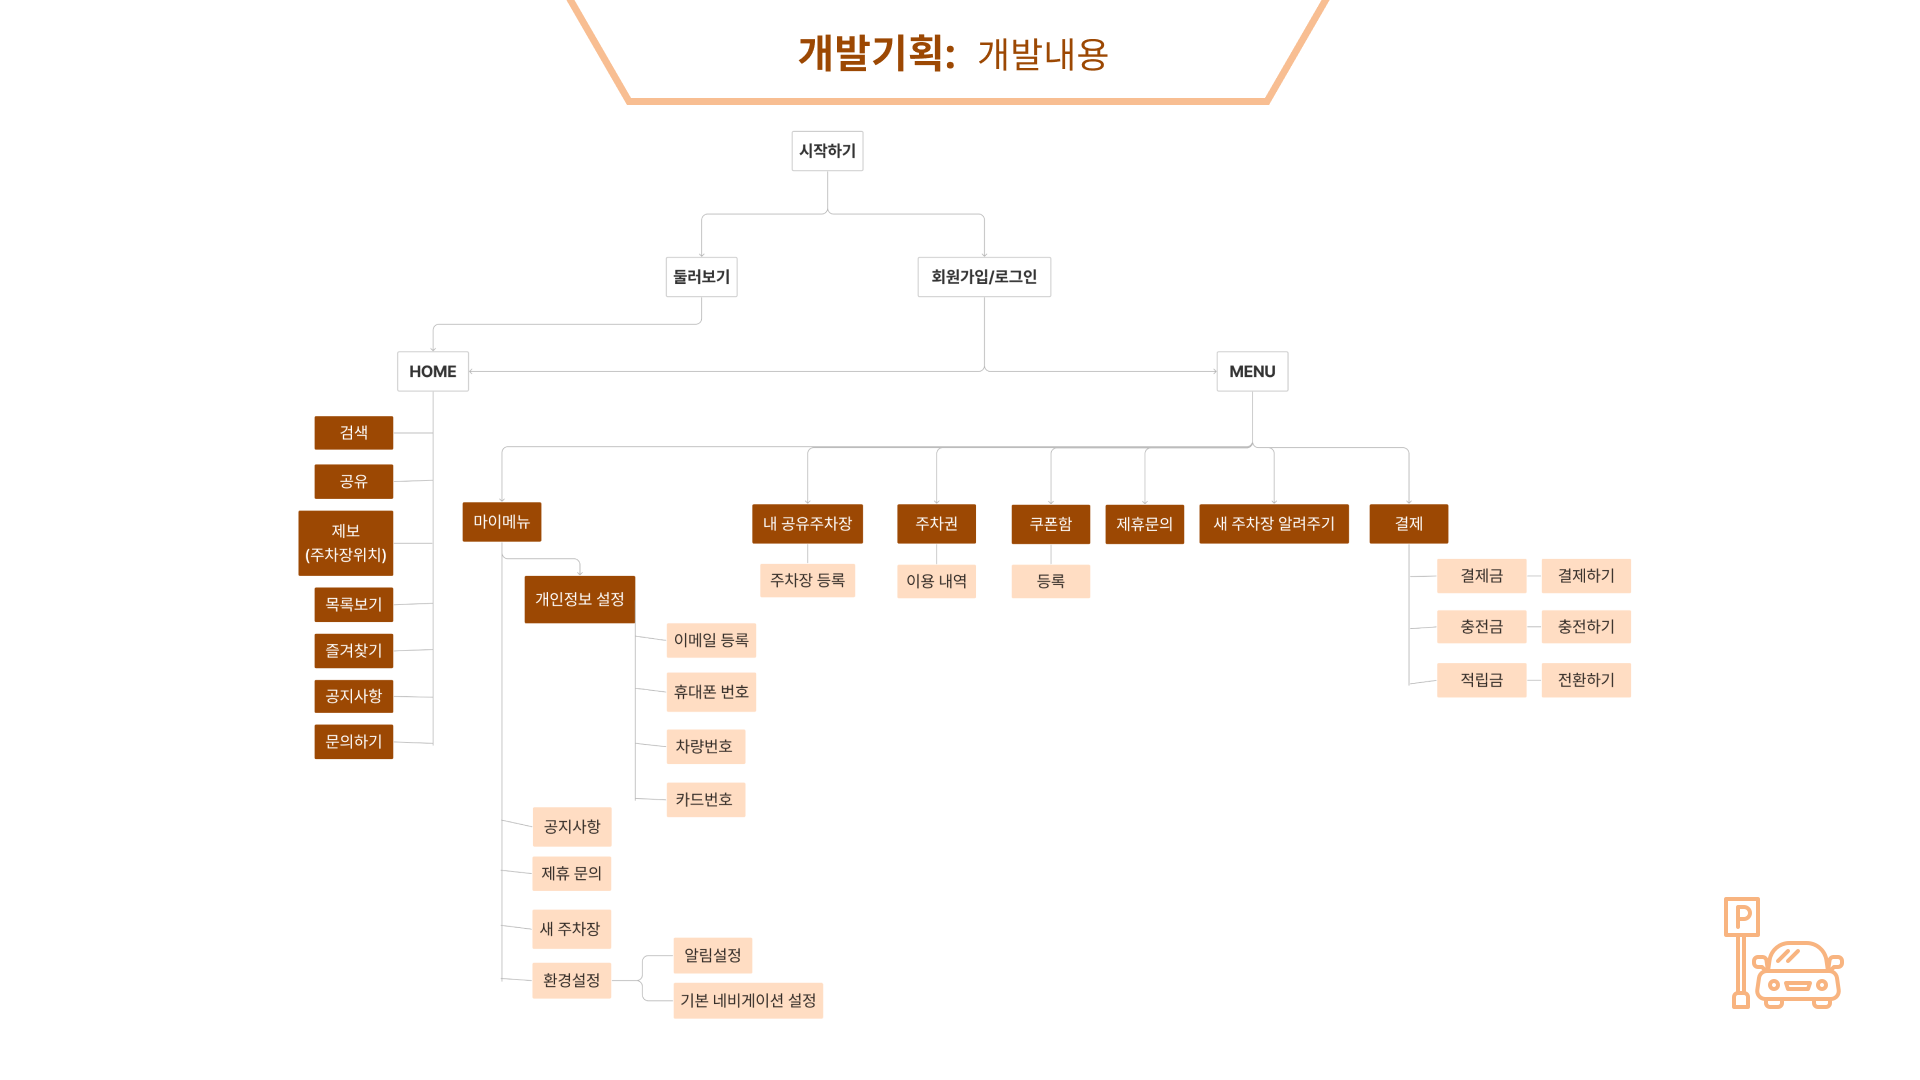 개발기획: 개발내용
시작하기
둘러보기
회원가입/로그인
HOME
MENU
검색
공유
제보
(주차장위치)
목록보기
즐겨찾기
공지사항
문의하기
마이메뉴
내 공유주차장
주차권
쿠폰함
제휴문의
새 주차장 알려주기
결제
주차장 등록
이용 내역
등록
결제금
결제하기
충전금
충전하기
적립금
전환하기
개인정보 설정
이메일 등록
휴대폰 번호
차량번호
카드번호
공지사항
제휴 문의
새 주차장
환경설정
알림설정
기본 네비게이션 설정
P